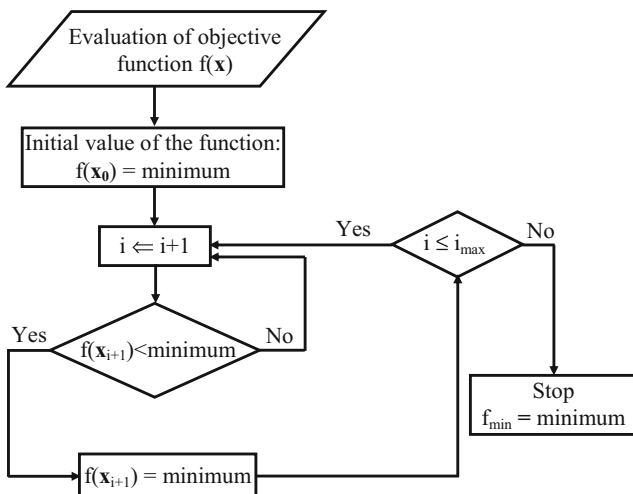 Evaluation of objective
function f(x)
Initial value of the function:
f(x₀) = minimum
i ⇐ i+1
Yes
i ≤ iₘₐₓ
No
Yes
f(xᵢ₊₁)<minimum
No
Stop
fₘᵢₙ = minimum
f(xᵢ₊₁) = minimum